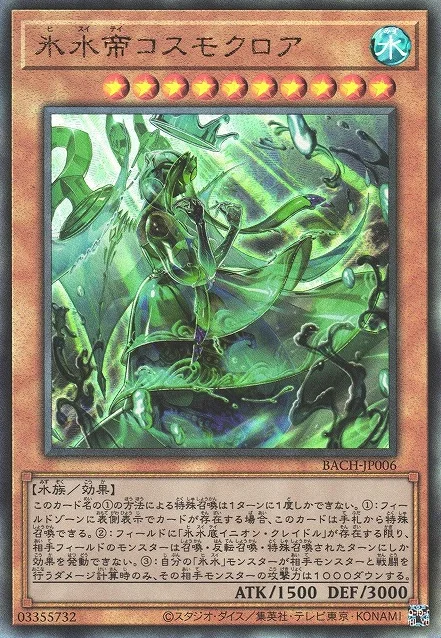 氷水帝コスモクロア
水
BACH-JP006
【水族/効果】
このカード名の①の方法による特殊召喚は1ターンに1度しかできない。①：フィー
ルドゾーンに表側表示でカードが存在する場合、このカードは手札から特殊
召喚できる。②：フィールドに「氷水底イニオン・クレイドル」が存在する限り、
相手フィールドのモンスターは召喚・反転召喚・特殊召喚されたターンにしか
効果を発動できない。③：自分の「氷水」モンスターが相手モンスターと戦闘を
行うダメージ計算時のみ、その相手モンスターの攻撃力は1000ダウンする。
ATK/1500 DEF/3000
03355732
©スタジオ・ダイス/集英社・テレビ東京・KONAMI